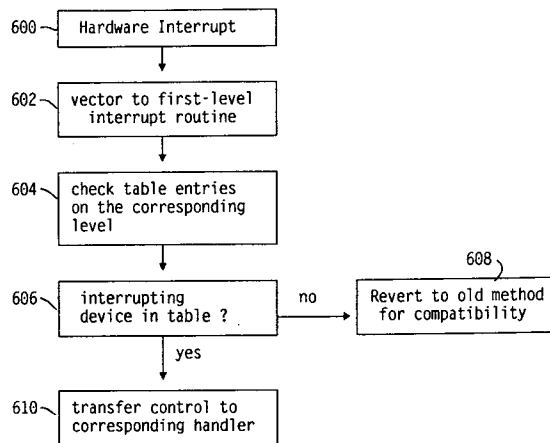 600
Hardware Interrupt
602
vector to first-level
interrupt routine
604
check table entries
on the corresponding
level
606
interrupting
device in table ?
no
608
Revert to old method
for compatibility
yes
610
transfer control to
corresponding handler